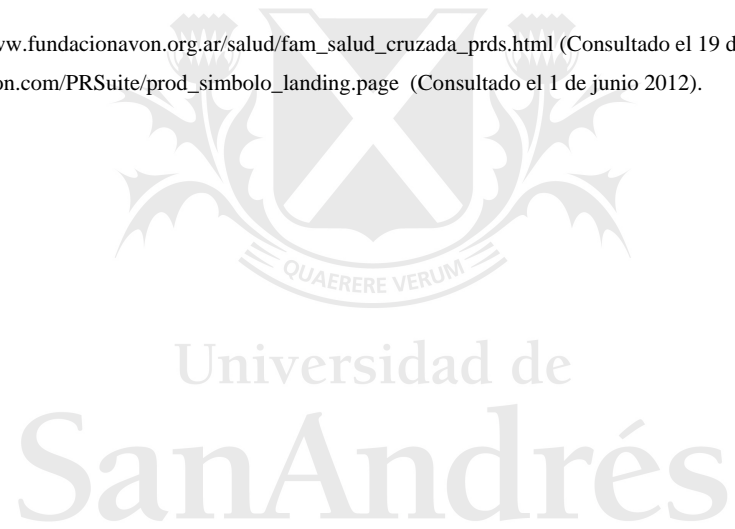 ww.fundacionavon.org.ar/salud/fam_salud_cruzada_prds.html (Consultado el 19 d
on.com/PRSuite/prod_simbolo_landing.page (Consultado el 1 de junio 2012).
QUAERERE VERUM
Universidad de
SanAndrés